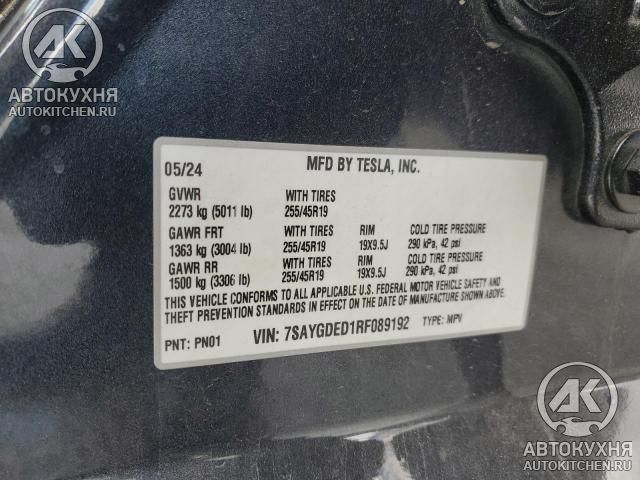 АВТОКУХНЯ
AUTOKITCHEN.RU
05/24 MFD BY TESLA, INC.
GVWR WITH TIRES
2273 kg (5011 lb) 255/45R19
GAWR FRT WITH TIRES RIM COLD TIRE PRESSURE
1363 kg (3004 lb) 255/45R19 19X9.5J 290 kPa, 42 psi
GAWR RR WITH TIRES RIM COLD TIRE PRESSURE
1500 kg (3306 lb) 255/45R19 19X9.5J 290 kPa, 42 psi
THIS VEHICLE CONFORMS TO ALL APPLICABLE U.S. FEDERAL MOTOR VEHICLE SAFETY AND
THEFT PREVENTION STANDARDS IN EFFECT ON THE DATE OF MANUFACTURE SHOWN ABOVE.
PNT: PN01 VIN: 7SAYGDED1RF089192 TYPE: MPV
АК
АВТОКУХНЯ
AUTOKITCHEN.RU